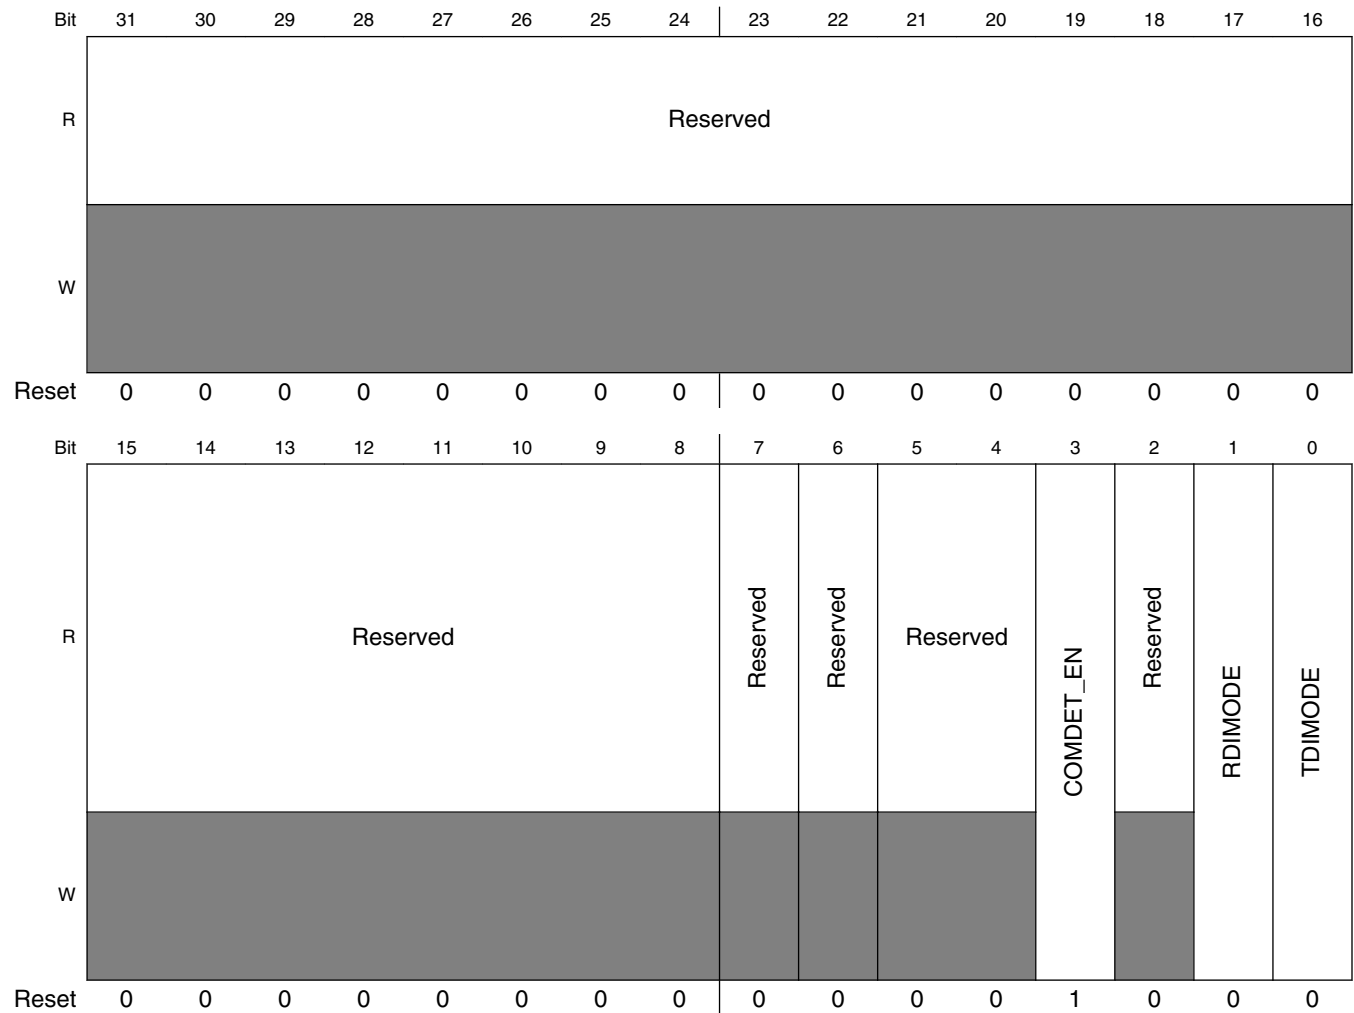 Bit 31 30 29 28 27 26 25 24 23 22 21 20 19 18 17 16
R Reserved
W
Reset 0 0 0 0 0 0 0 0 0 0 0 0 0 0 0 0
Bit 15 14 13 12 11 10 9 8 7 6 5 4 3 2 1 0
R Reserved Reserved Reserved Reserved COMDET_EN Reserved RDIMODE TDIMODE
W
Reset 0 0 0 0 0 0 0 0 0 0 0 0 1 0 0 0